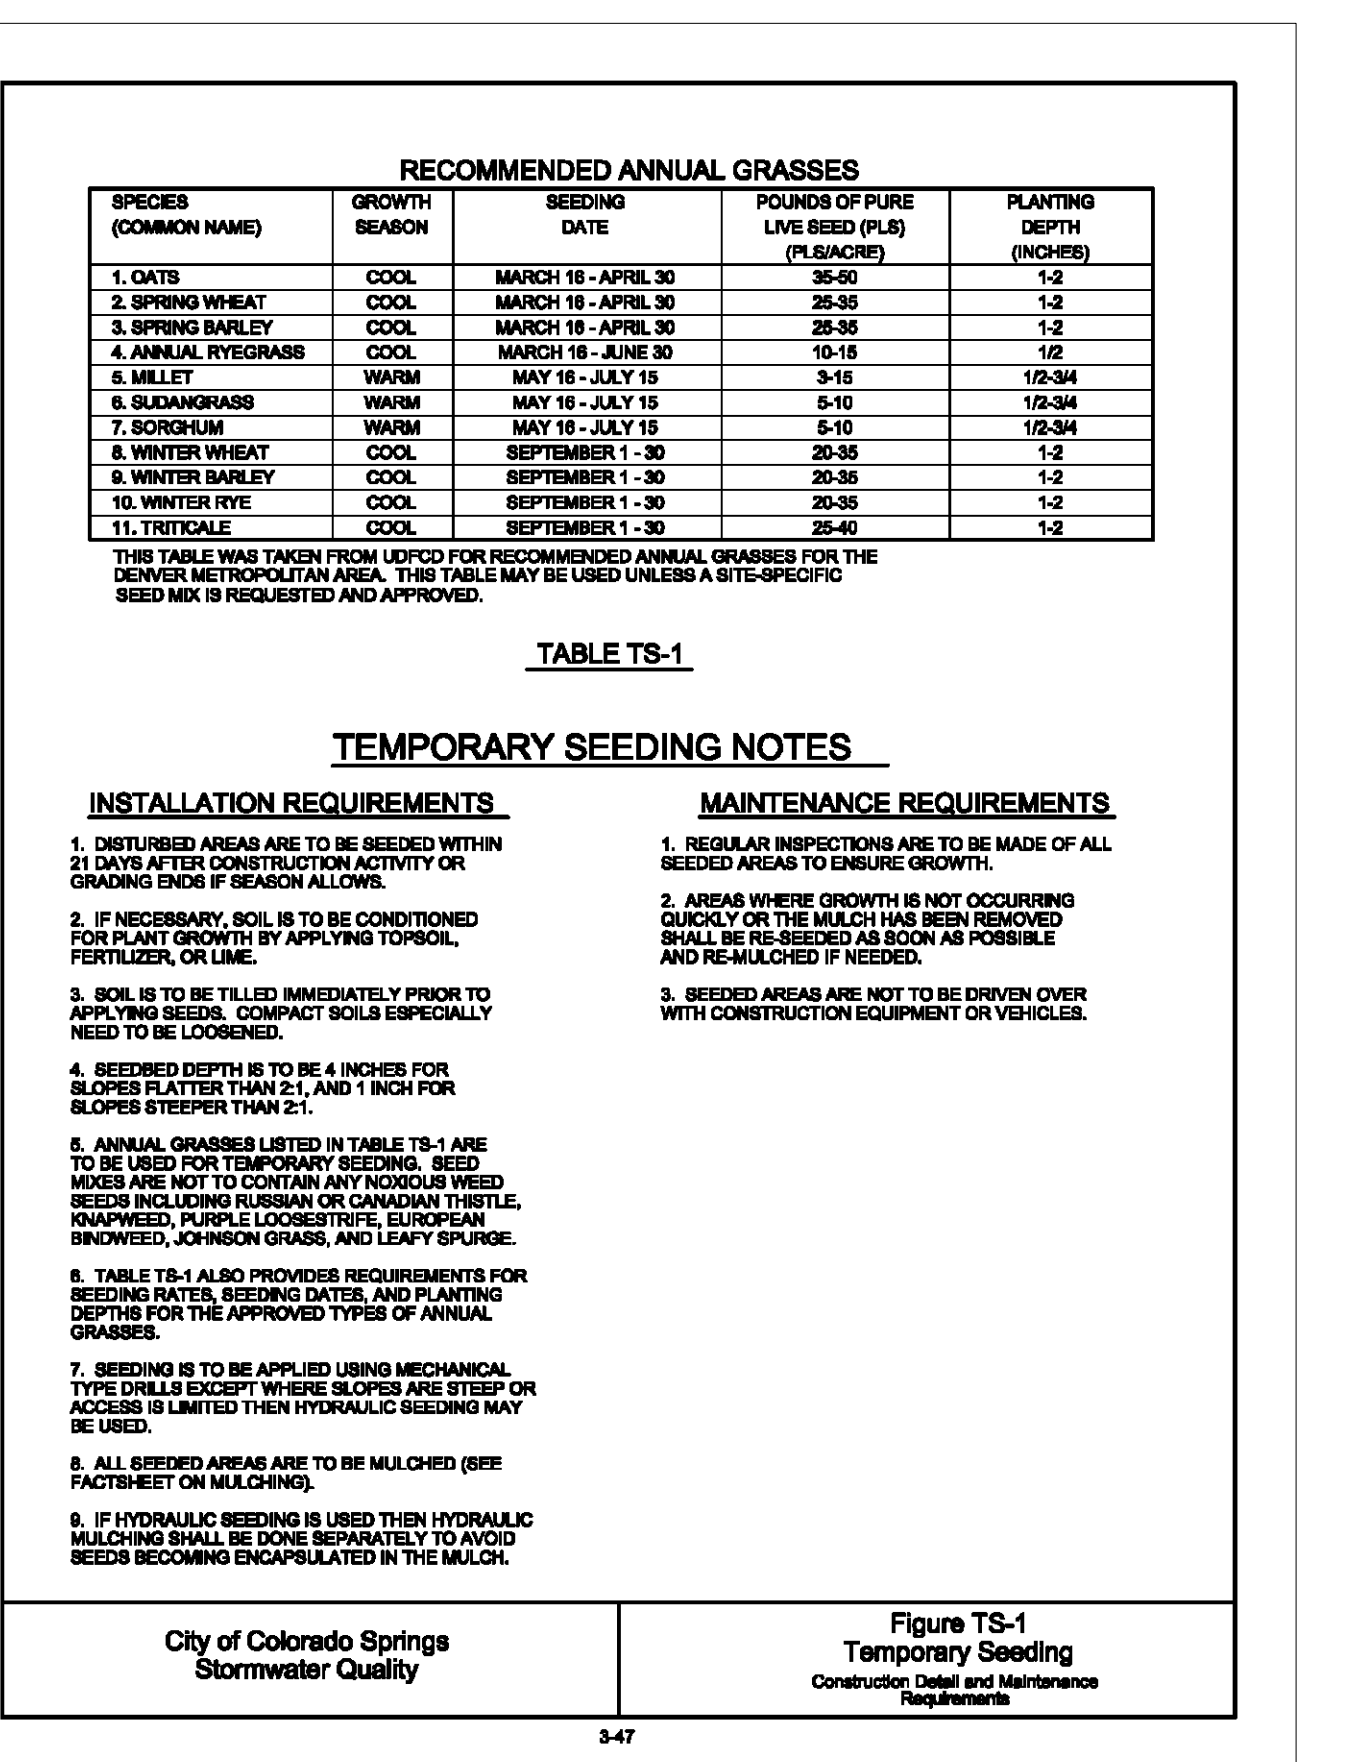 RECOMMENDED ANNUAL GRASSES
SPECIES GROWTH SEEDING POUNDS OF PURE PLANTING
(COMMON NAME) SEASON DATE LIVE SEED (PLS) DEPTH
(PLS/ACRE) (INCHES)
1. OATS COOL MARCH 16 - APRIL 30 35-50 1-2
2. SPRING WHEAT COOL MARCH 16 - APRIL 30 25-35 1-2
3. SPRING BARLEY COOL MARCH 16 - APRIL 30 25-35 1-2
4. ANNUAL RYEGRASS COOL MARCH 16 - JUNE 30 10-15 1/2
5. MILLET WARM MAY 16 - JULY 15 3-15 1/2-3/4
6. SUDANGRASS WARM MAY 16 - JULY 15 5-10 1/2-3/4
7. SORGHUM WARM MAY 16 - JULY 15 5-10 1/2-3/4
8. WINTER WHEAT COOL SEPTEMBER 1 - 30 20-35 1-2
9. WINTER BARLEY COOL SEPTEMBER 1 - 30 20-35 1-2
10. WINTER RYE COOL SEPTEMBER 1 - 30 20-35 1-2
11. TRITICALE COOL SEPTEMBER 1 - 30 25-40 1-2
THIS TABLE WAS TAKEN FROM UDFCD FOR RECOMMENDED ANNUAL GRASSES FOR THE
DENVER METROPOLITAN AREA. THIS TABLE MAY BE USED UNLESS A SITE-SPECIFIC
SEED MIX IS REQUESTED AND APPROVED.
TABLE TS-1
TEMPORARY SEEDING NOTES
INSTALLATION REQUIREMENTS
1. DISTURBED AREAS ARE TO BE SEEDED WITHIN
21 DAYS AFTER CONSTRUCTION ACTIVITY OR
GRADING ENDS IF SEASON ALLOWS.
2. IF NECESSARY, SOIL IS TO BE CONDITIONED
FOR PLANT GROWTH BY APPLYING TOPSOIL,
FERTILIZER, OR LIME.
3. SOIL IS TO BE TILLED IMMEDIATELY PRIOR TO
APPLYING SEEDS. COMPACT SOILS ESPECIALLY
NEED TO BE LOOSENED.
4. SEEDBED DEPTH IS TO BE 4 INCHES FOR
SLOPES FLATTER THAN 2:1, AND 1 INCH FOR
SLOPES STEEPER THAN 2:1.
5. ANNUAL GRASSES LISTED IN TABLE TS-1 ARE
TO BE USED FOR TEMPORARY SEEDING. SEED
MIXES ARE NOT TO CONTAIN ANY NOXIOUS WEED
SEEDS INCLUDING RUSSIAN OR CANADIAN THISTLE,
KNAPWEED, PURPLE LOOSESTRIFE, EUROPEAN
BINDWEED, JOHNSON GRASS, AND LEAFY SPURGE.
6. TABLE TS-1 ALSO PROVIDES REQUIREMENTS FOR
SEEDING RATES, SEEDING DATES, AND PLANTING
DEPTHS FOR THE APPROVED TYPES OF ANNUAL
GRASSES.
7. SEEDING IS TO BE APPLIED USING MECHANICAL
TYPE DRILLS EXCEPT WHERE SLOPES ARE STEEP OR
ACCESS IS LIMITED THEN HYDRAULIC SEEDING MAY
BE USED.
8. ALL SEEDED AREAS ARE TO BE MULCHED (SEE
FACTSHEET ON MULCHING).
9. IF HYDRAULIC SEEDING IS USED THEN HYDRAULIC
MULCHING SHALL BE DONE SEPARATELY TO AVOID
SEEDS BECOMING ENCAPSULATED IN THE MULCH.
MAINTENANCE REQUIREMENTS
1. REGULAR INSPECTIONS ARE TO BE MADE OF ALL
SEEDED AREAS TO ENSURE GROWTH.
2. AREAS WHERE GROWTH IS NOT OCCURRING
QUICKLY OR THE MULCH HAS BEEN REMOVED
SHALL BE RE-SEEDED AS SOON AS POSSIBLE
AND RE-MULCHED IF NEEDED.
3. SEEDED AREAS ARE NOT TO BE DRIVEN OVER
WITH CONSTRUCTION EQUIPMENT OR VEHICLES.
City of Colorado Springs
Stormwater Quality
Figure TS-1
Temporary Seeding
Construction Detail and Maintenance
Requirements
3-47